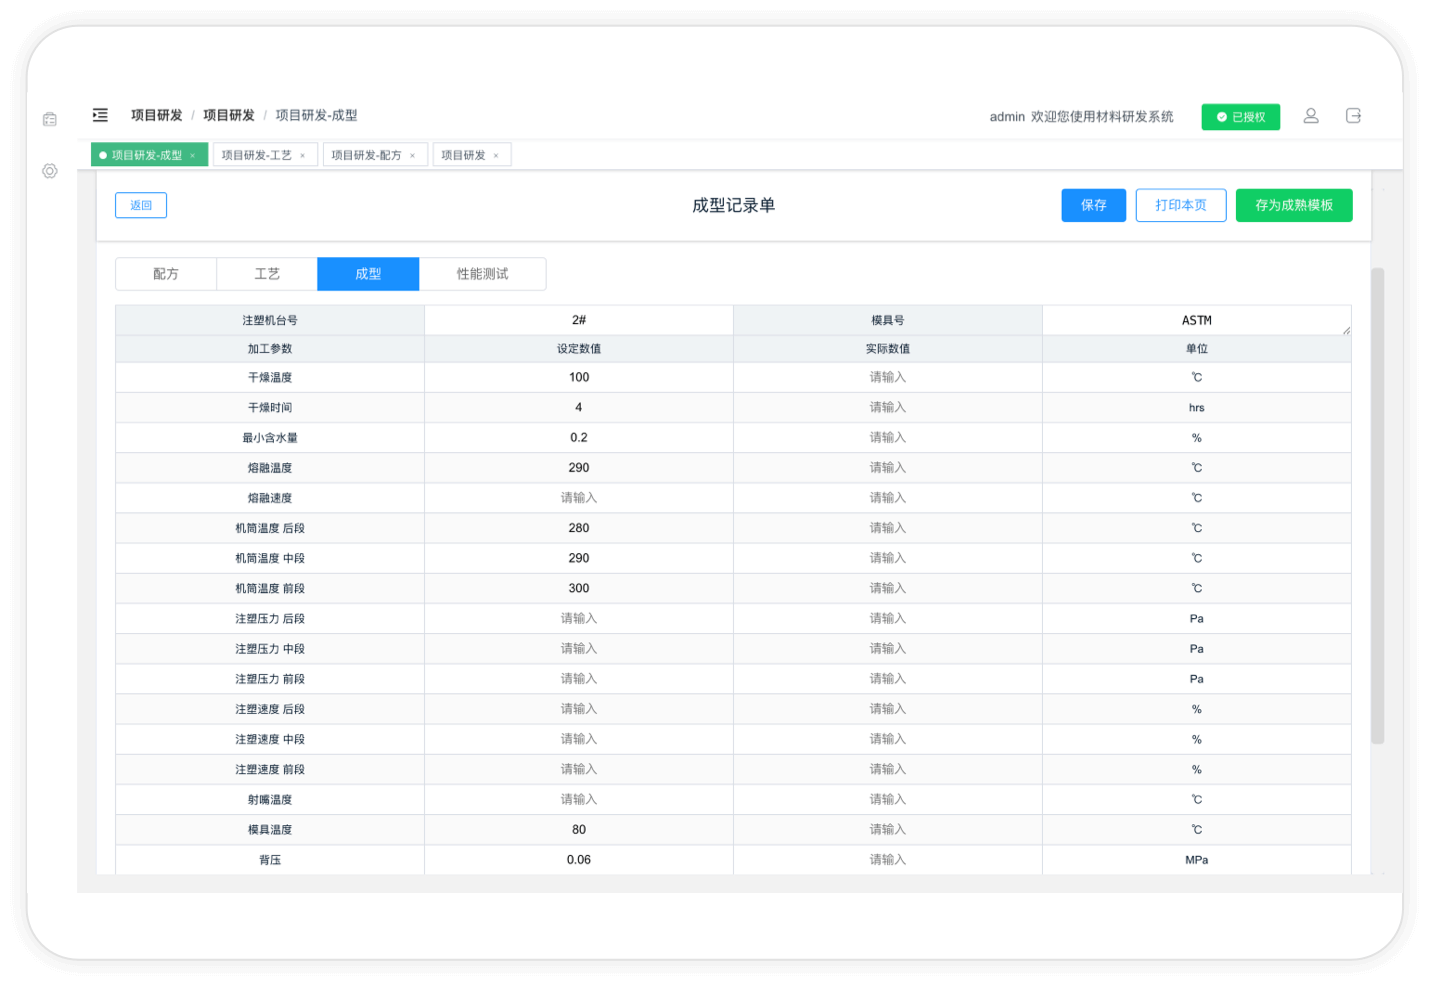 项目研发 / 项目研发 / 项目研发-成型
admin 欢迎您使用材料研发系统
已授权
项目研发-成型 ×
项目研发-工艺 ×
项目研发-配方 ×
项目研发 ×
返回
成型记录单
保存
打印本页
存为成熟模板
配方
工艺
成型
性能测试
注塑机台号 2# 模具号 ASTM
加工参数 设定数值 实际数值 单位
干燥温度 100 请输入 ℃
干燥时间 4 请输入 hrs
最小含水量 0.2 请输入 %
熔融温度 290 请输入 ℃
熔融速度 请输入 请输入 ℃
机筒温度 后段 280 请输入 ℃
机筒温度 中段 290 请输入 ℃
机筒温度 前段 300 请输入 ℃
注塑压力 后段 请输入 请输入 Pa
注塑压力 中段 请输入 请输入 Pa
注塑压力 前段 请输入 请输入 Pa
注塑速度 后段 请输入 请输入 %
注塑速度 中段 请输入 请输入 %
注塑速度 前段 请输入 请输入 %
射嘴温度 请输入 请输入 ℃
模具温度 80 请输入 ℃
背压 0.06 请输入 MPa